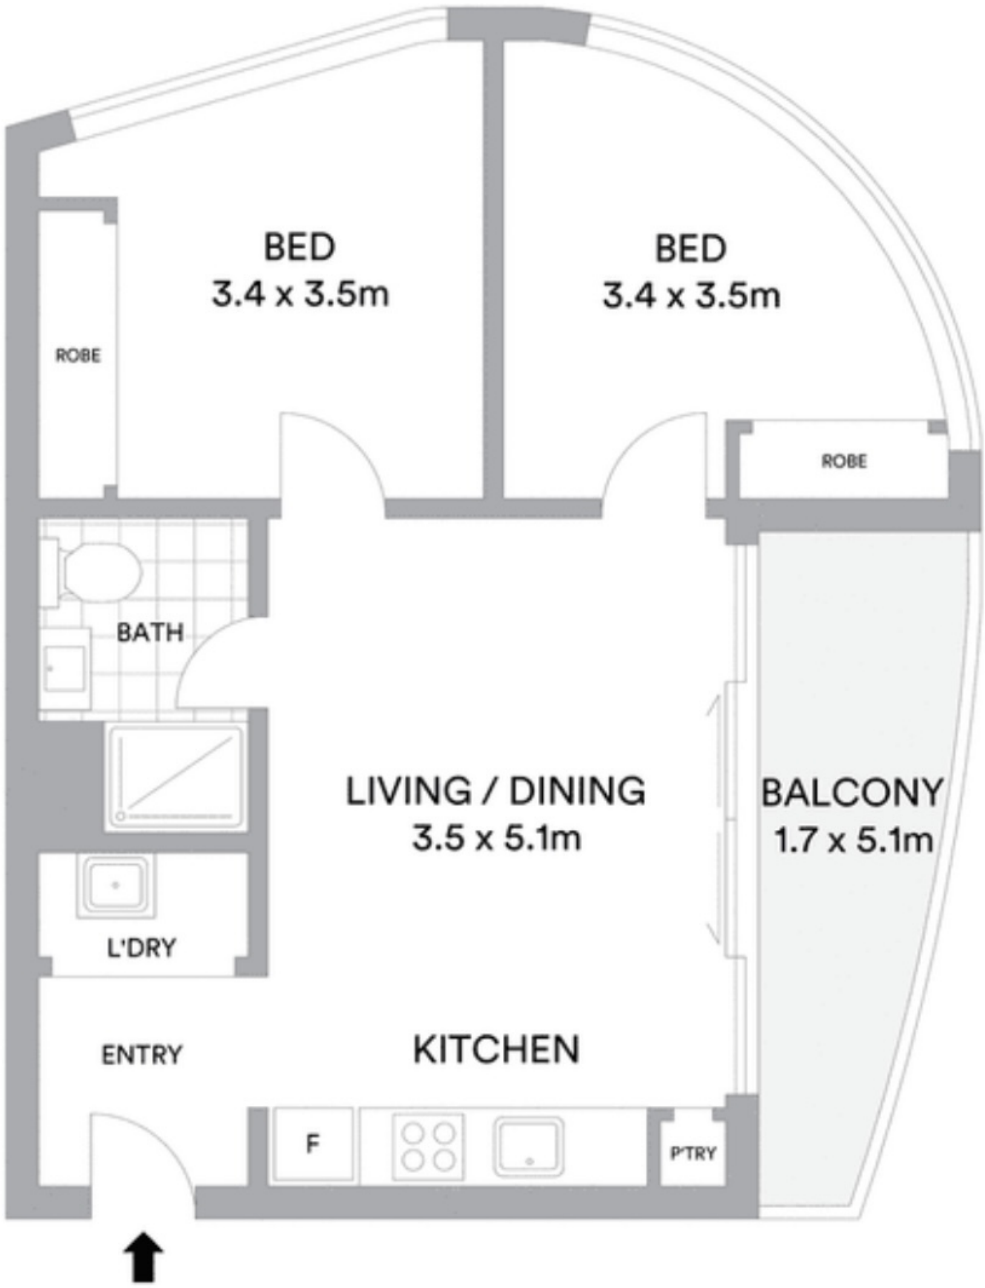 BED
3.4 x 3.5m
BED
3.4 x 3.5m
ROBE
ROBE
BATH
LIVING / DINING
3.5 x 5.1m
BALCONY
1.7 x 5.1m
L'DRY
ENTRY
KITCHEN
F
P'TRY